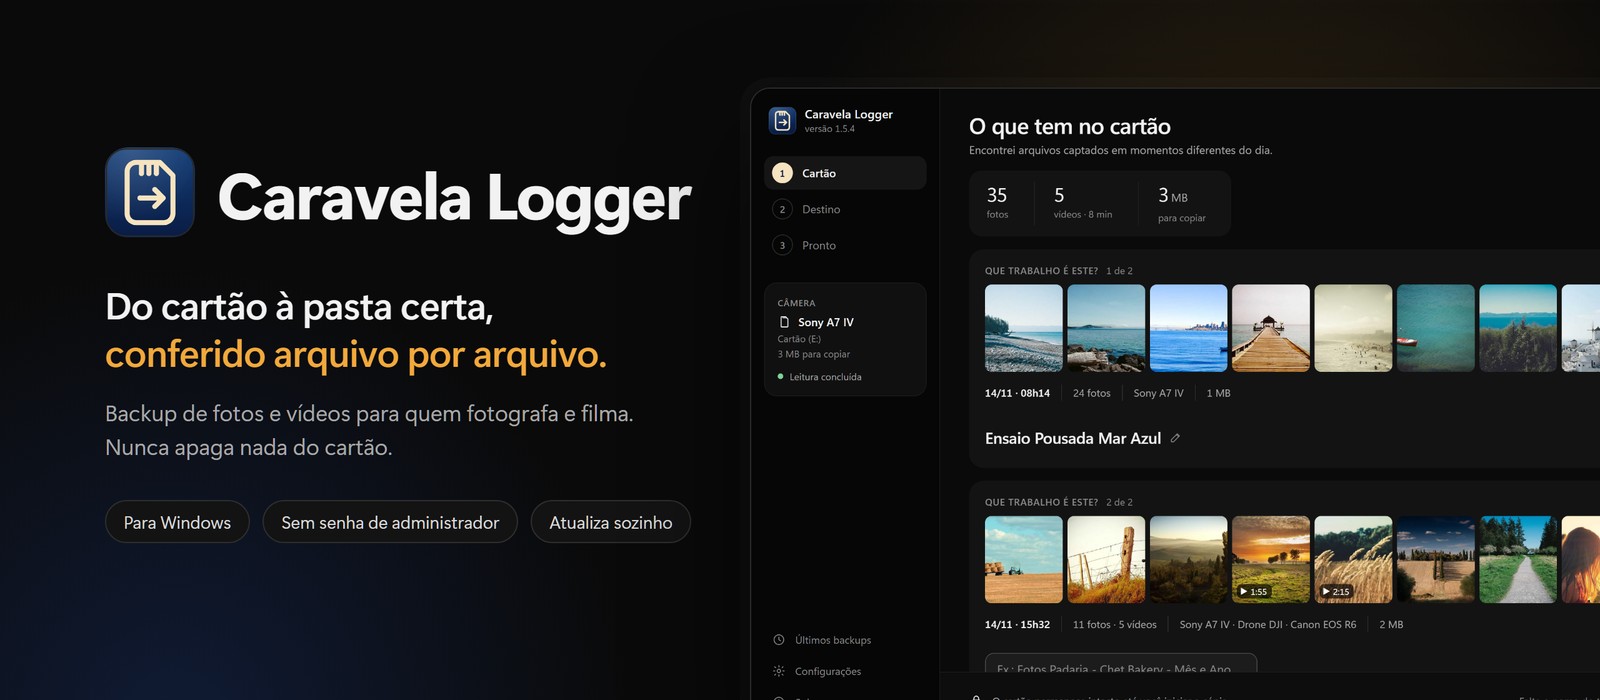 Caravela Logger
Do cartão à pasta certa,
conferido arquivo por arquivo.
Backup de fotos e vídeos para quem fotografa e filma.
Nunca apaga nada do cartão.
Para Windows
Sem senha de administrador
Atualiza sozinho
Caravela Logger
versão 1.5.4
1 Cartão
2 Destino
3 Pronto
CÂMERA
Sony A7 IV
Cartão (E:)
3 MB para copiar
Leitura concluída
Últimos backups
Configurações
O que tem no cartão
Encontrei arquivos captados em momentos diferentes do dia.
35
fotos
5
vídeos · 8 min
3 MB
para copiar
QUE TRABALHO É ESTE? 1 de 2
14/11 · 08h14
24 fotos
Sony A7 IV
1 MB
Ensaio Pousada Mar Azul
QUE TRABALHO É ESTE? 2 de 2
1:55
2:15
14/11 · 15h32
11 fotos · 5 vídeos
Sony A7 IV · Drone DJI · Canon EOS R6
2 MB
Ex.: Fotos Padaria - Chet Bakery - Mês e Ano